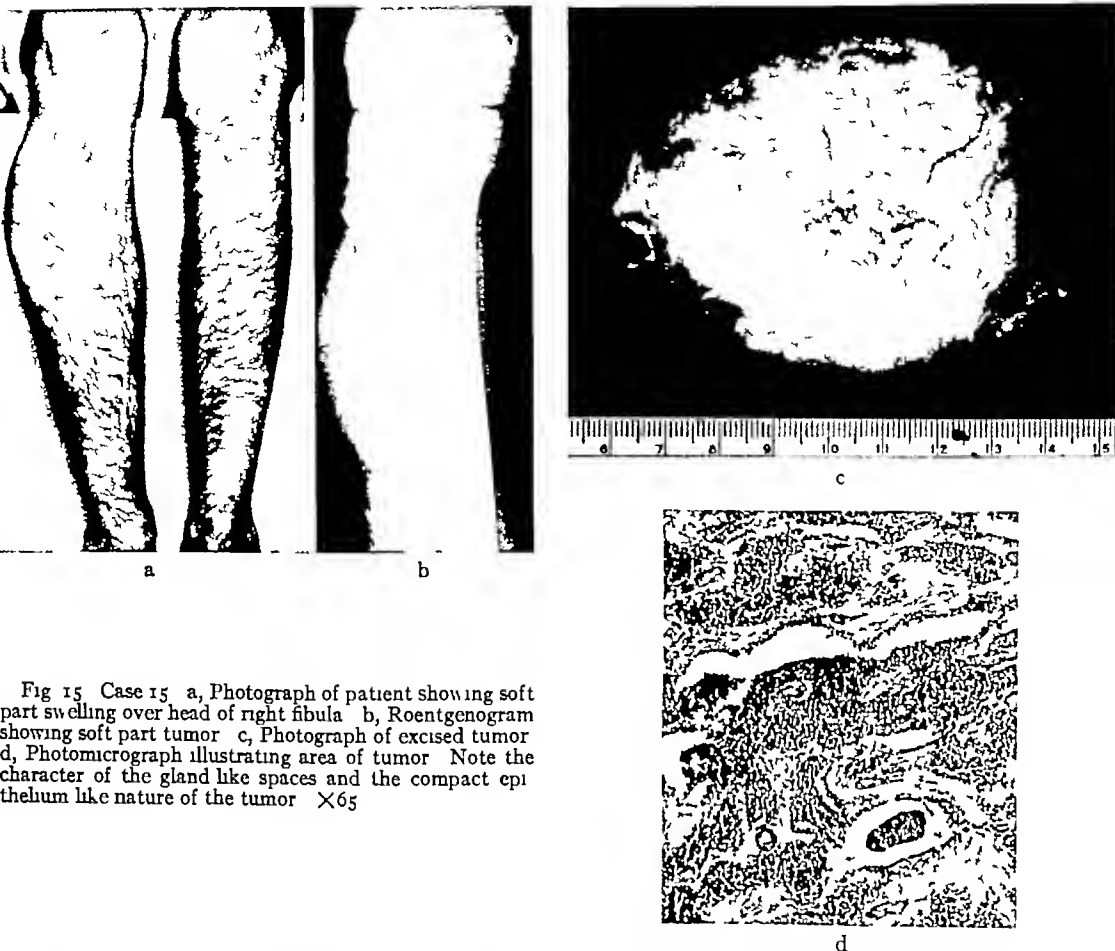 a
b
6 7 8 9 10 11 12 13 14 15
c
Fig 15 Case 15 a, Photograph of patient showing soft
part swelling over head of right fibula b, Roentgenogram
showing soft part tumor c, Photograph of excised tumor
d, Photomicrograph illustrating area of tumor Note the
character of the gland like spaces and the compact epi
thelium like nature of the tumor ×65
d